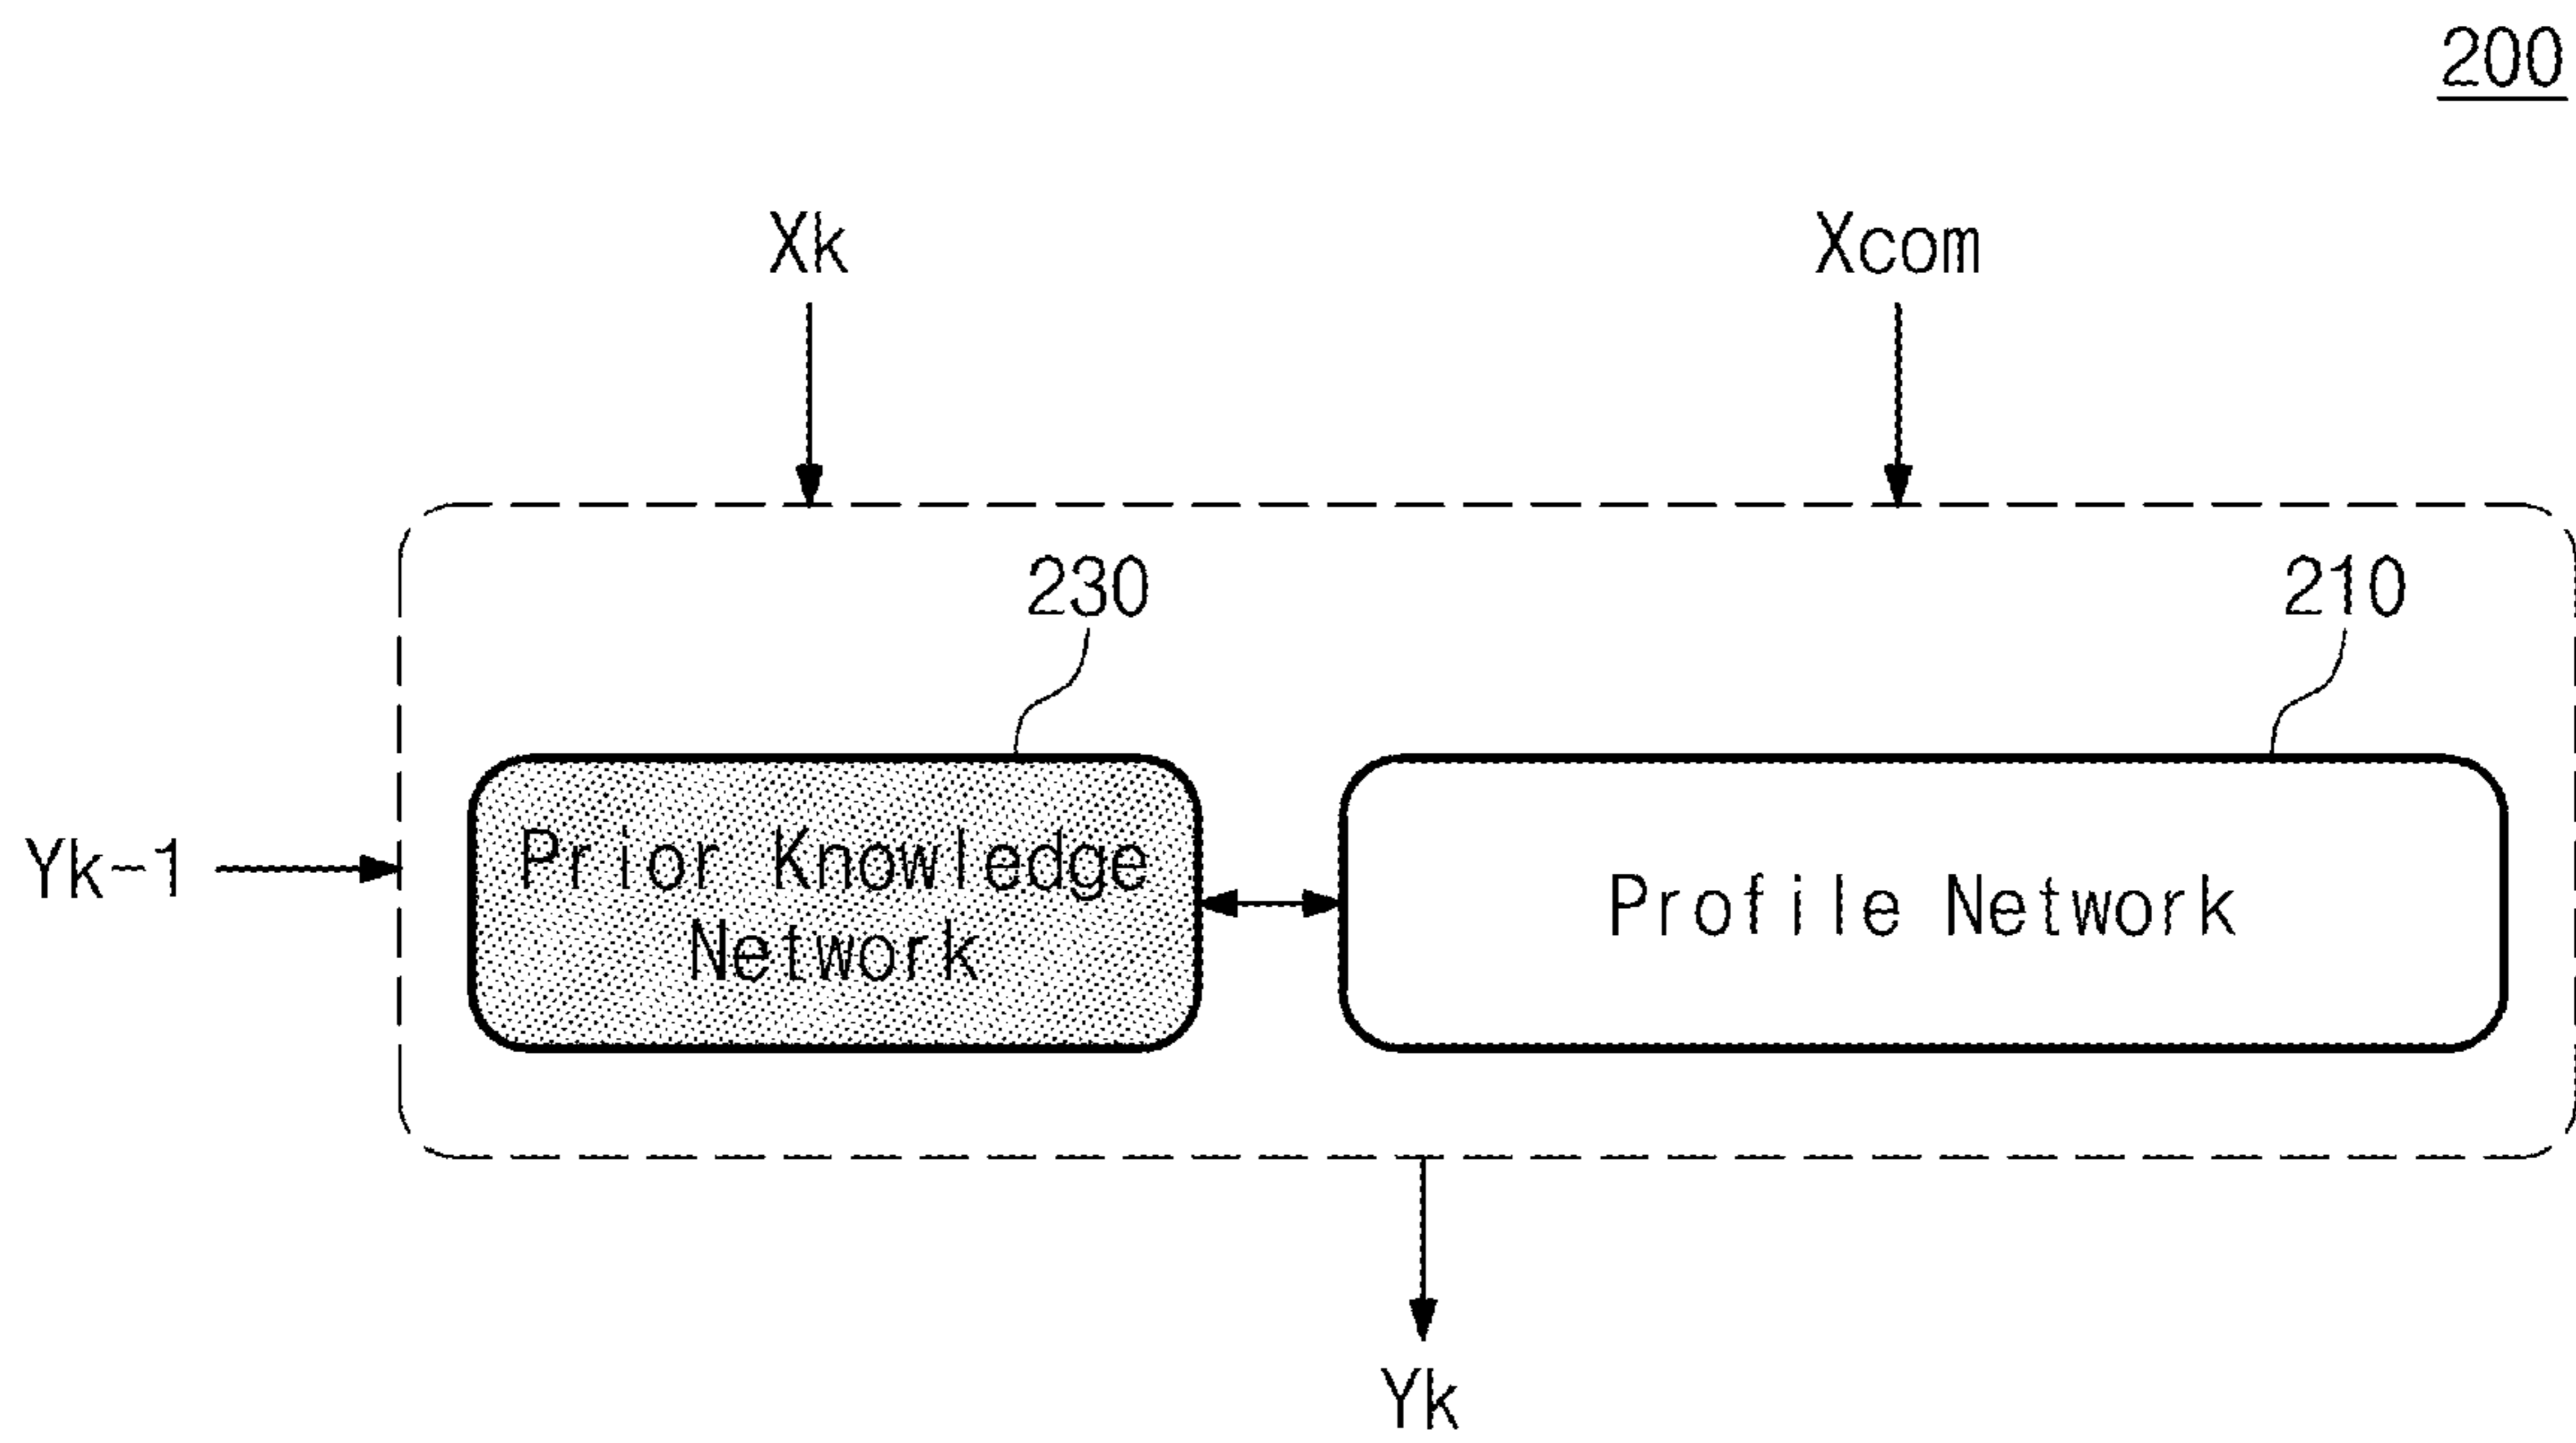 200
Xk
Xcom
230
210
Yk-1
Prior Knowledge
Network
Profile Network
Yk